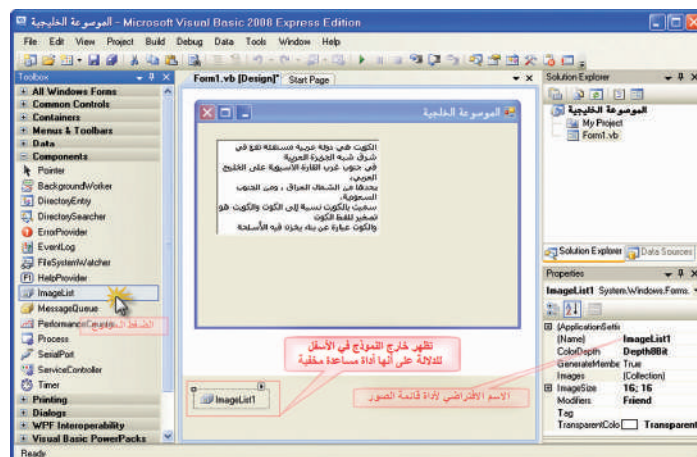 الموسوعة الخليجية - Microsoft Visual Basic 2008 Express Edition
File Edit View Project Build Debug Data Tools Window Help
Toolbox
All Windows Forms
Common Controls
Containers
Menus & Toolbars
Data
Components
Pointer
BackgroundWorker
DirectoryEntry
DirectorySearcher
ErrorProvider
EventLog
FileSystemWatcher
HelpProvider
ImageList
MessageQueue
PerformanceCounter
الضغط
Process
SerialPort
ServiceController
Timer
Printing
Dialogs
WPF Interoperability
Visual Basic PowerPacks
Ready
Form1.vb [Design]* Start Page
الموسوعة الخليجية
الكويت هي دولة عربية مستقلة تقع في
شرق شبه الجزيرة العربية
في جنوب غرب القارة الآسيوية على الخليج
العربي،
يحدها من الشمال العراق ، ومن الجنوب
السعودية،
سميت بالكويت نسبة إلى الكوت والكويت هو
تصغير للفظ الكوت
والكوت عبارة عن بناء يخزن فيه الأسلحة
تظهر خارج النموذج في الأسفل
للدلالة على أنها أداة مساعدة مخفية
ImageList1
الاسم الافتراضي لأداة قائمة الصور
Solution Explorer
الموسوعة الخليجية
My Project
Form1.vb
Solution Explorer Data Sources
Properties
ImageList1 System.Windows.Forms.
(ApplicationSetti
(Name) ImageList1
ColorDepth Depth8Bit
GenerateMembe True
Images (Collection)
ImageSize 16; 16
Modifiers Friend
Tag
TransparentColo Transparent